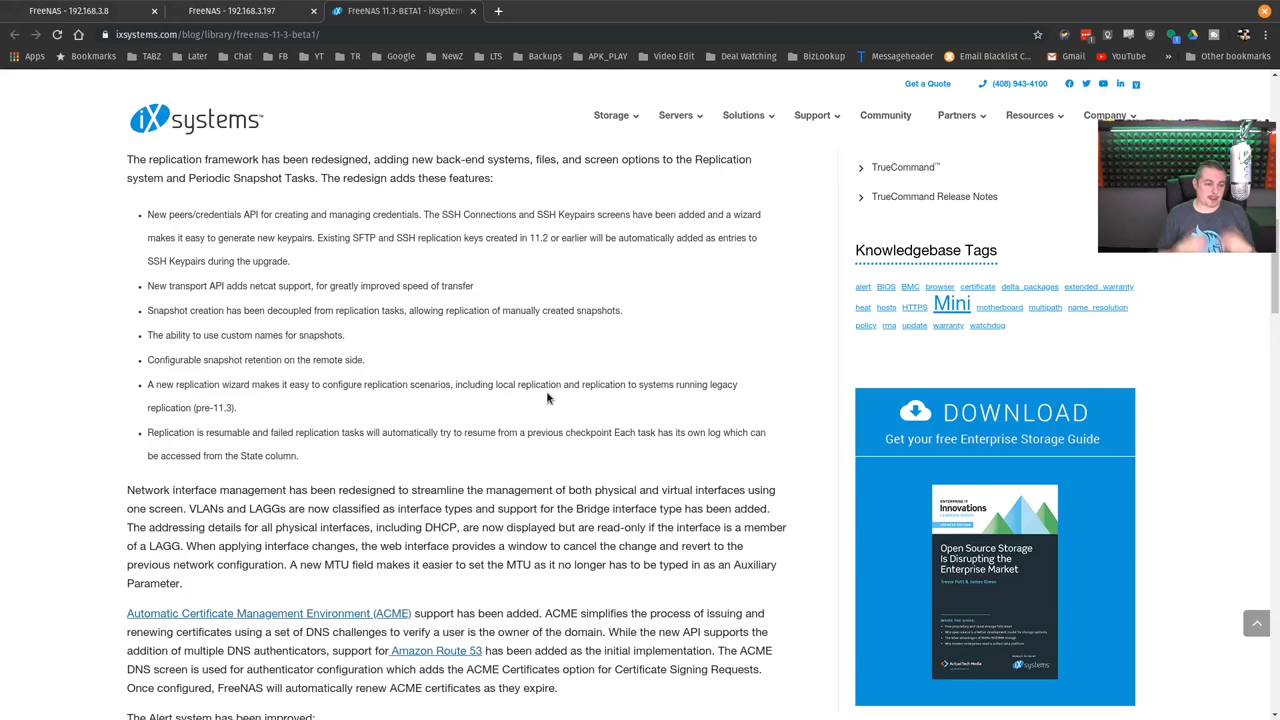 FreeNAS - 192.168.3.8
FreeNAS - 192.168.3.197
FreeNAS 11.3-BETA1 - iXsystem
ixsystems.com/blog/library/freenas-11-3-beta1/
Apps Bookmarks TABZ Later FB YT NewZ LTS Backups APK_PLAY Video Edit Deal Watching BizLookup Messageheader Email Blacklist C... Gmail YouTube » Other bookmarks
Get a Quote (408) 943-4100
iXsystems™
Storage Servers Solutions Support Community Partners Resources Company
The replication framework has been redesigned, adding new back-end systems, files, and screen options to the Replication
system and Periodic Snapshot Tasks. The redesign adds these features:
New peers/credentials API for creating and managing credentials. The SSH Connections and SSH Keypairs screens have been added and a wizard
makes it easy to generate new keypairs. Existing SFTP and SSH replication keys created in 11.2 or earlier will be automatically added as entries to
SSH Keypairs during the upgrade.
New transport API adds netcat support, for greatly improved speed of transfer
Snapshot creation has been decoupled from replication tasks, allowing replication of manually created snapshots.
The ability to use custom names for snapshots.
Configurable snapshot retention on the remote side.
A new replication wizard makes it easy to configure replication scenarios, including local replication and replication to systems running legacy
replication (pre-11.3).
Replication is resumable and failed replication tasks will automatically try to resume from a previous checkpoint Each task has its own log which can
be accessed from the State column.
Network interface management has been redesigned to streamline the management of both physical and virtual interfaces using
one screen. VLANs and LAGGs are now classed as interface types and support for the Bridge interface type has been added.
The addressing details for all physical interfaces, including DHCP, are now displayed but are read-only if the interface is a member
of a LAGG. When applying interface changes, the web interface provides a window to cancel the change and revert to the
previous network configuration. A new MTU field makes it easier to set the MTU as it no longer has to be typed in as an Auxiliary
Parameter.
Automatic Certificate Management Environment (ACME) support has been added. ACME simplifies the process of issuing and
renewing certificates using a set of DNS challenges to verify a user is the owner of the domain. While the new API supports the
addition of multiple DNS authenticators, support for Amazon Route 53 has been added as the initial implementation. The ACME
DNS screen is used for authenticator configuration which adds the ACME Certificates option for Certificate Signing Requests.
Once configured, FreeNAS will automatically renew ACME certificates as they expire.
The Alert system has been improved:
TrueCommand™
TrueCommand Release Notes
Knowledgebase Tags
alert BIOS BMC browser certificate delta_packages extended_warranty
heat hosts HTTPS Mini motherboard multipath name_resolution
policy rma update warranty watchdog
DOWNLOAD
Get your free Enterprise Storage Guide
ENTERPRISE IT
Innovations
Open Source Storage
Is Disrupting the
Enterprise Market
Trevor Pott & James Green
INSIDE THE GUIDE:
ActualTech Media
iXsystems